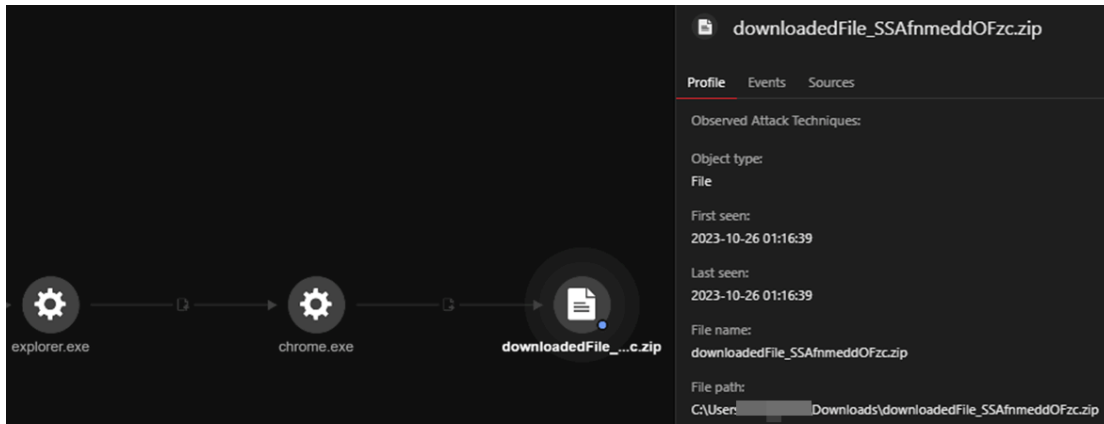 downloadedFile_SSAfnmeddOFzc.zip
Profile Events Sources
Observed Attack Techniques:
Object type:
File
First seen:
2023-10-26 01:16:39
Last seen:
2023-10-26 01:16:39
File name:
downloadedFile_SSAfnmeddOFzc.zip
File path:
C:\Users Downloads\downloadedFile_SSAfnmeddOFzc.zip
explorer.exe
chrome.exe
downloadedFile_...c.zip